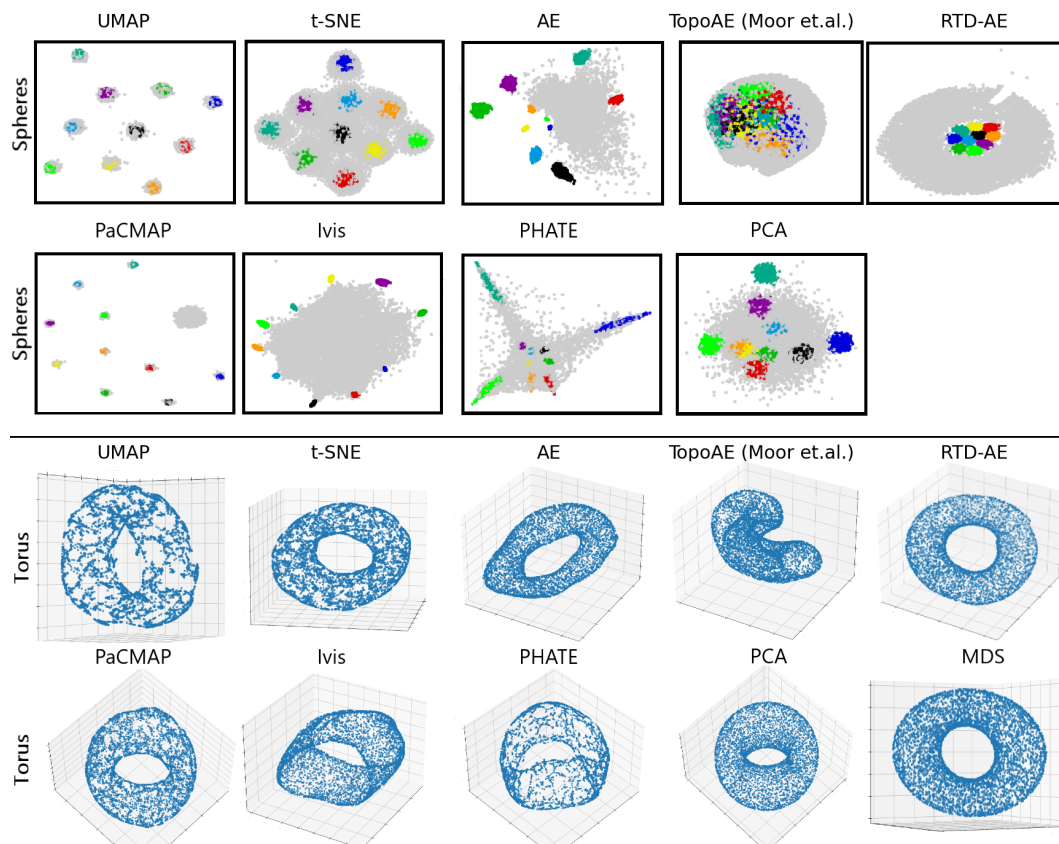 UMAP t-SNE AE TopoAE (Moor et.al.) RTD-AE
Spheres
PaCMAP Ivis PHATE PCA
Spheres
UMAP t-SNE AE TopoAE (Moor et.al.) RTD-AE
Torus
PaCMAP Ivis PHATE PCA MDS
Torus